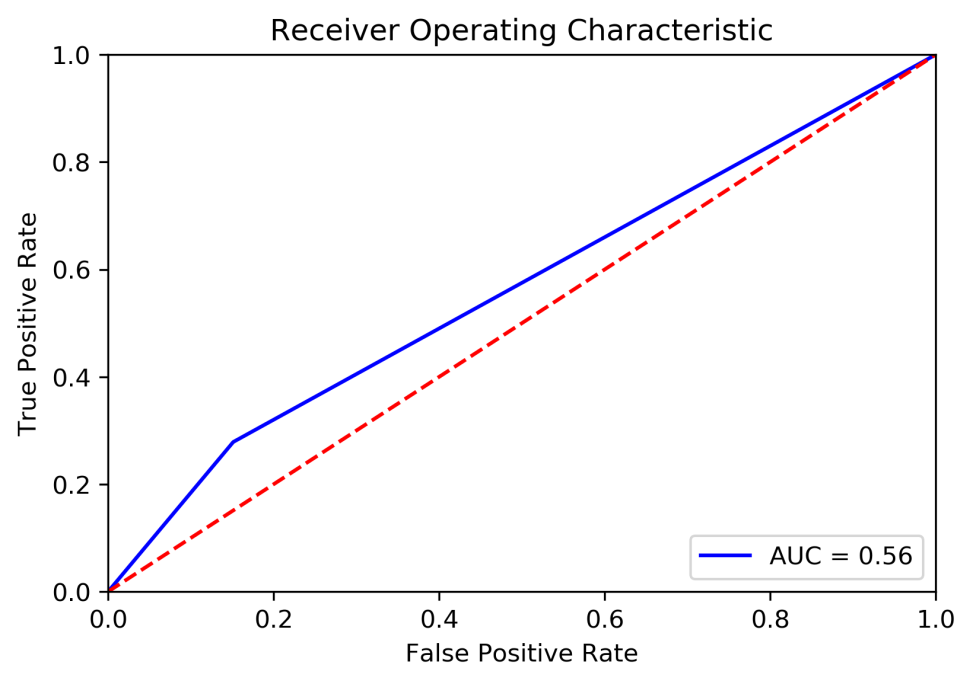 Receiver Operating Characteristic
1.0
0.8
0.6
0.4
0.2
0.0
True Positive Rate
AUC = 0.56
0.0 0.2 0.4 0.6 0.8 1.0
False Positive Rate